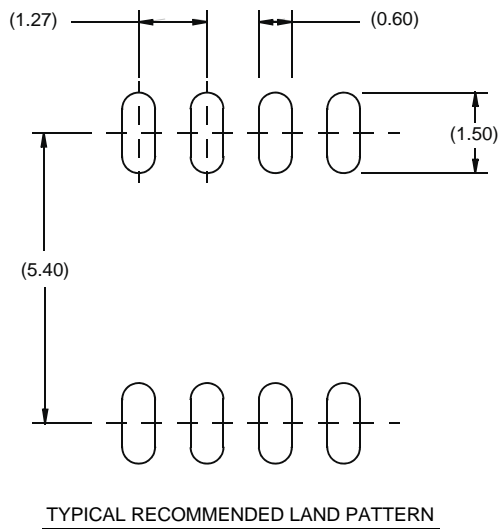 (1.27)
(0.60)
(1.50)
(5.40)
TYPICAL RECOMMENDED LAND PATTERN